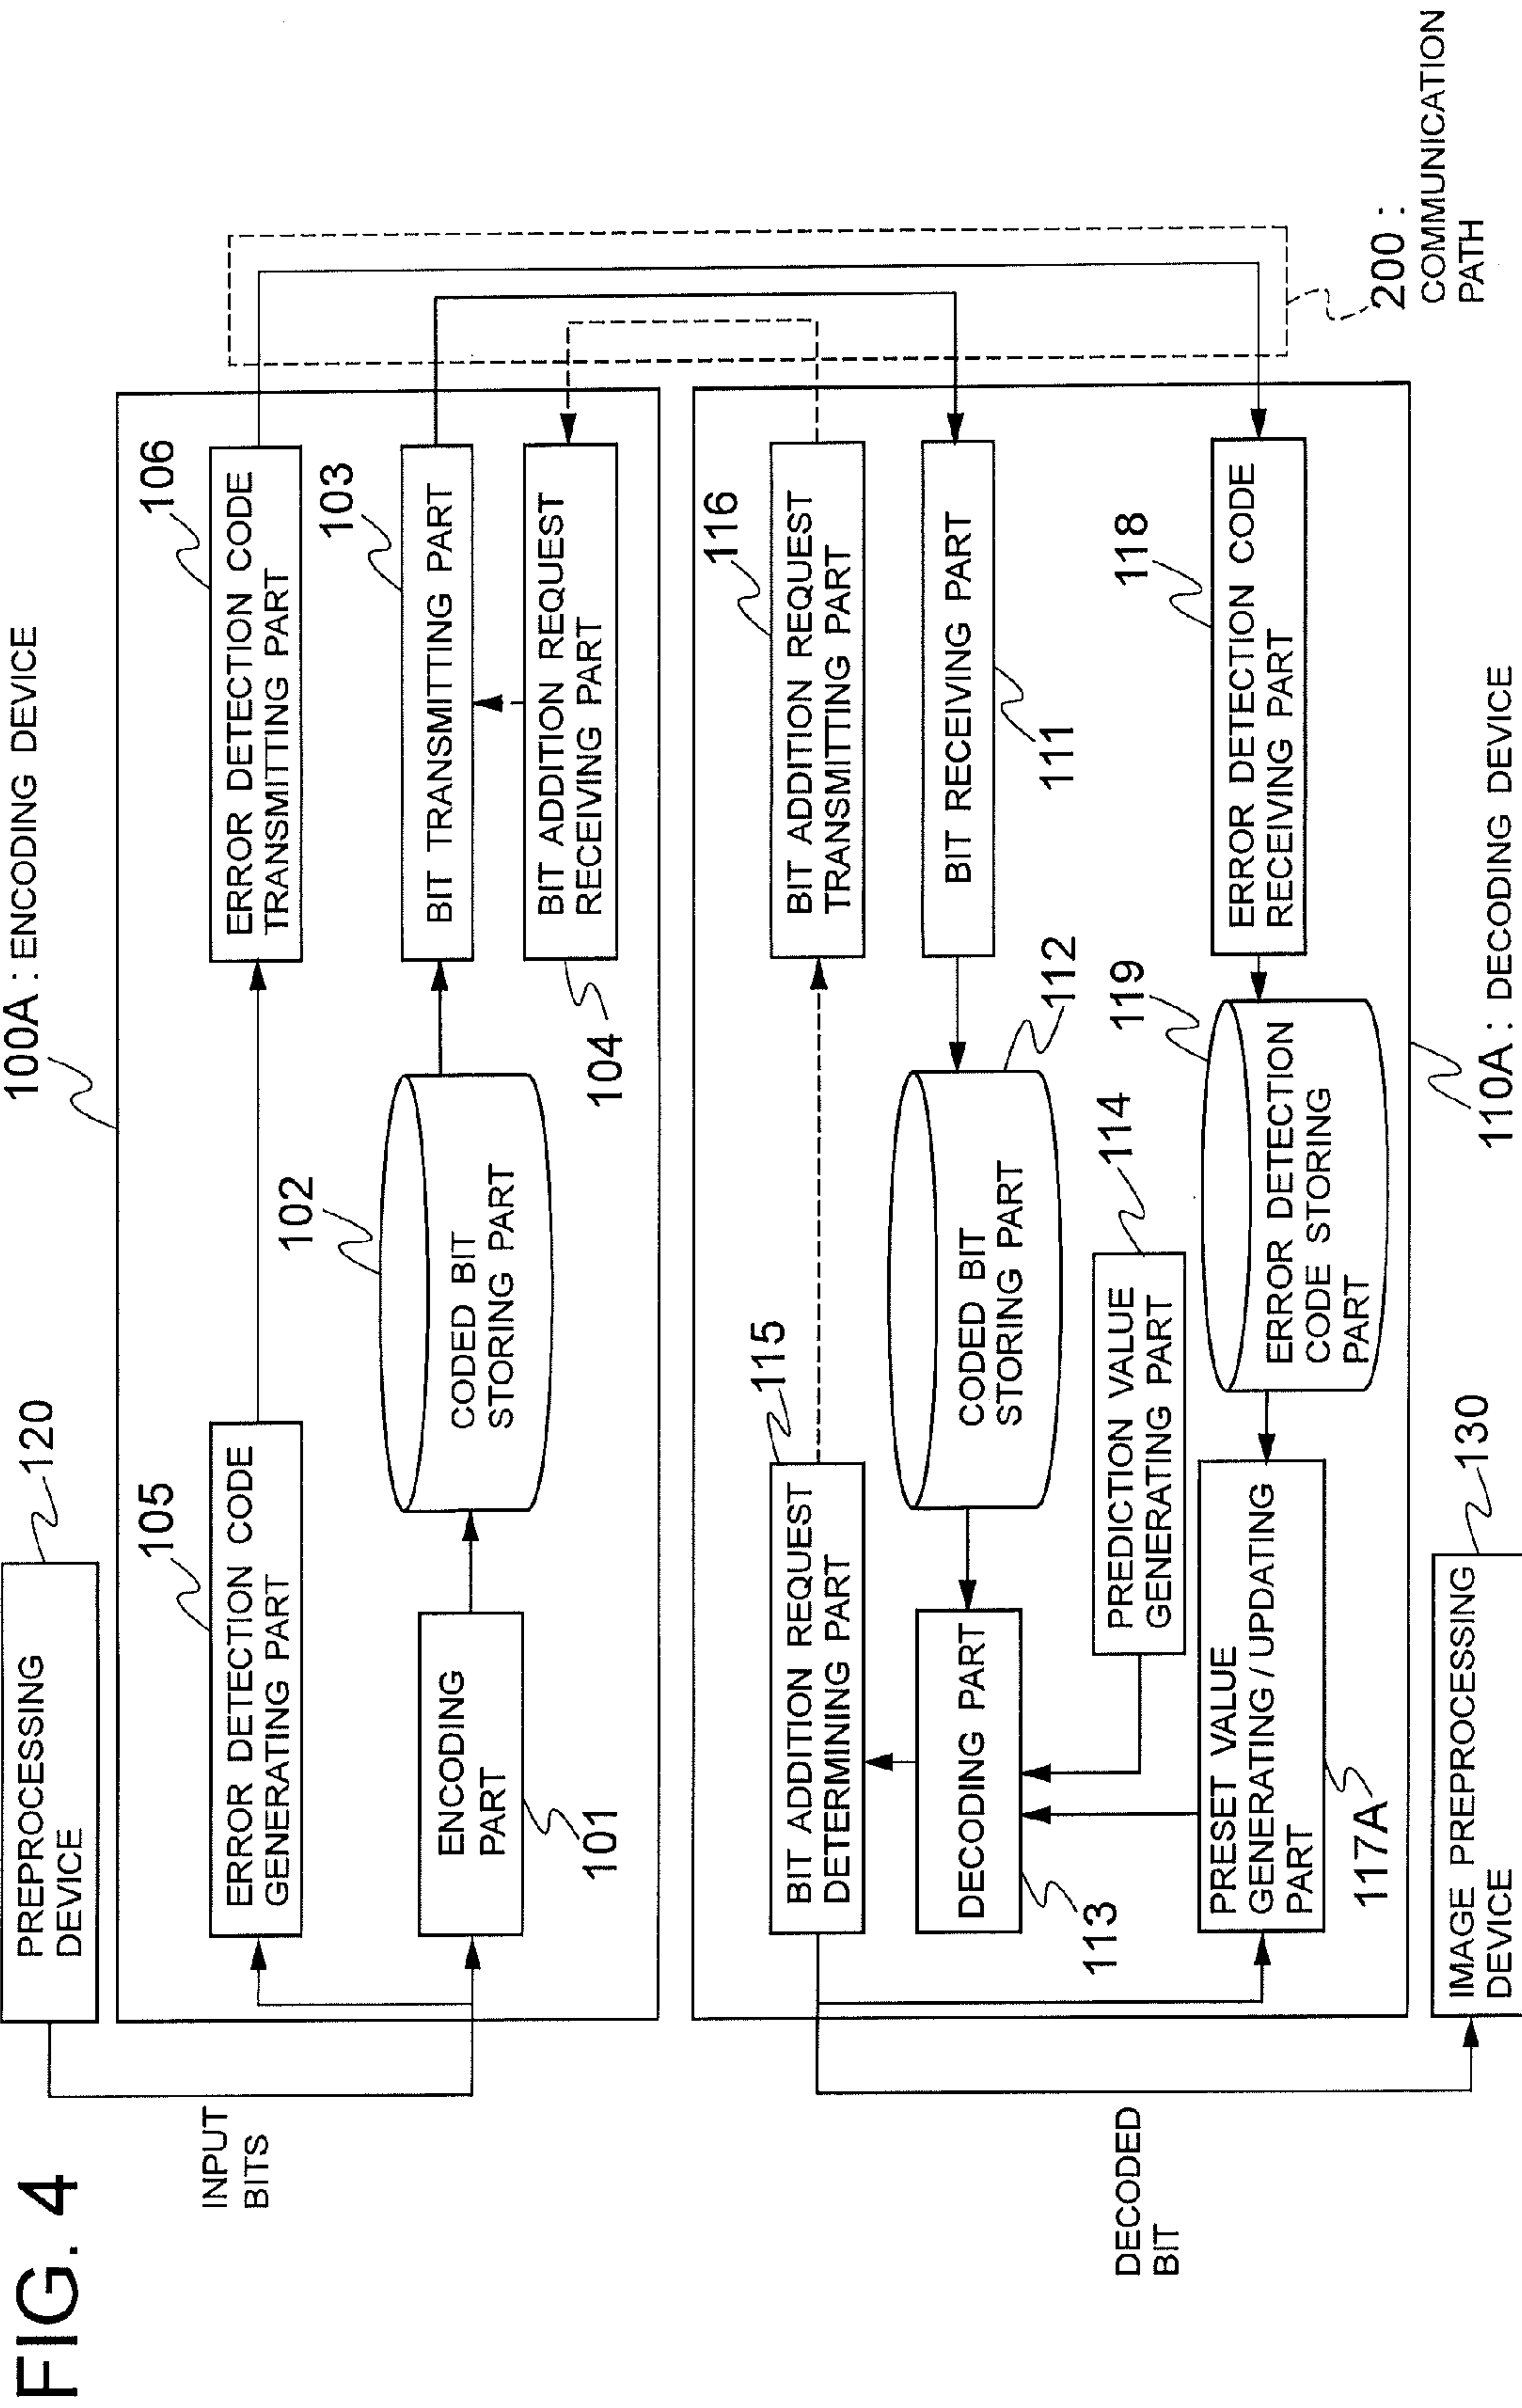 FIG. 4
100A : ENCODING DEVICE
PREPROCESSING
DEVICE
120
INPUT
BITS
105
ERROR DETECTION CODE
GENERATING PART
106
ERROR DETECTION CODE
TRANSMITTING PART
ENCODING
PART
101
102
CODED BIT
STORING PART
103
BIT TRANSMITTING PART
BIT ADDITION REQUEST
RECEIVING PART
104
115
BIT ADDITION REQUEST
DETERMINING PART
116
BIT ADDITION REQUEST
TRANSMITTING PART
DECODING PART
113
CODED BIT
STORING PART
112
BIT RECEIVING PART
111
PREDICTION VALUE
GENERATING PART
114
PRESET VALUE
GENERATING / UPDATING
PART
117A
119
ERROR DETECTION
CODE STORING
PART
118
ERROR DETECTION CODE
RECEIVING PART
200 :
COMMUNICATION
PATH
DECODED
BIT
IMAGE PREPROCESSING
DEVICE
130
110A : DECODING DEVICE